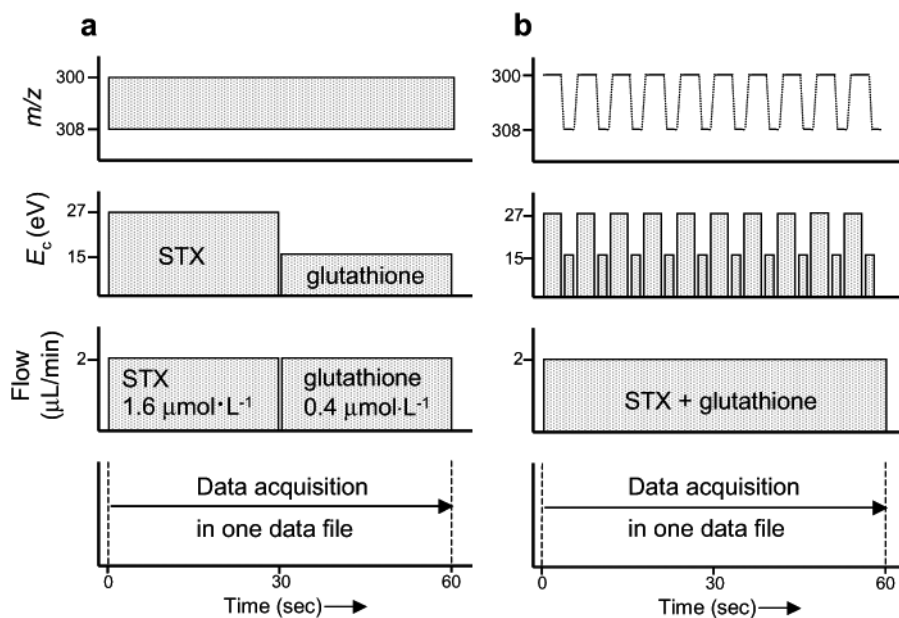 a
300
308
m/z
27
15
E_c (eV)
STX
glutathione
2
Flow
(µL/min)
STX
1.6 µmol·L⁻¹
glutathione
0.4 µmol·L⁻¹
Data acquisition
in one data file
0
30
60
Time (sec)
b
300
308
27
15
2
STX + glutathione
Data acquisition
in one data file
0
30
60
Time (sec)